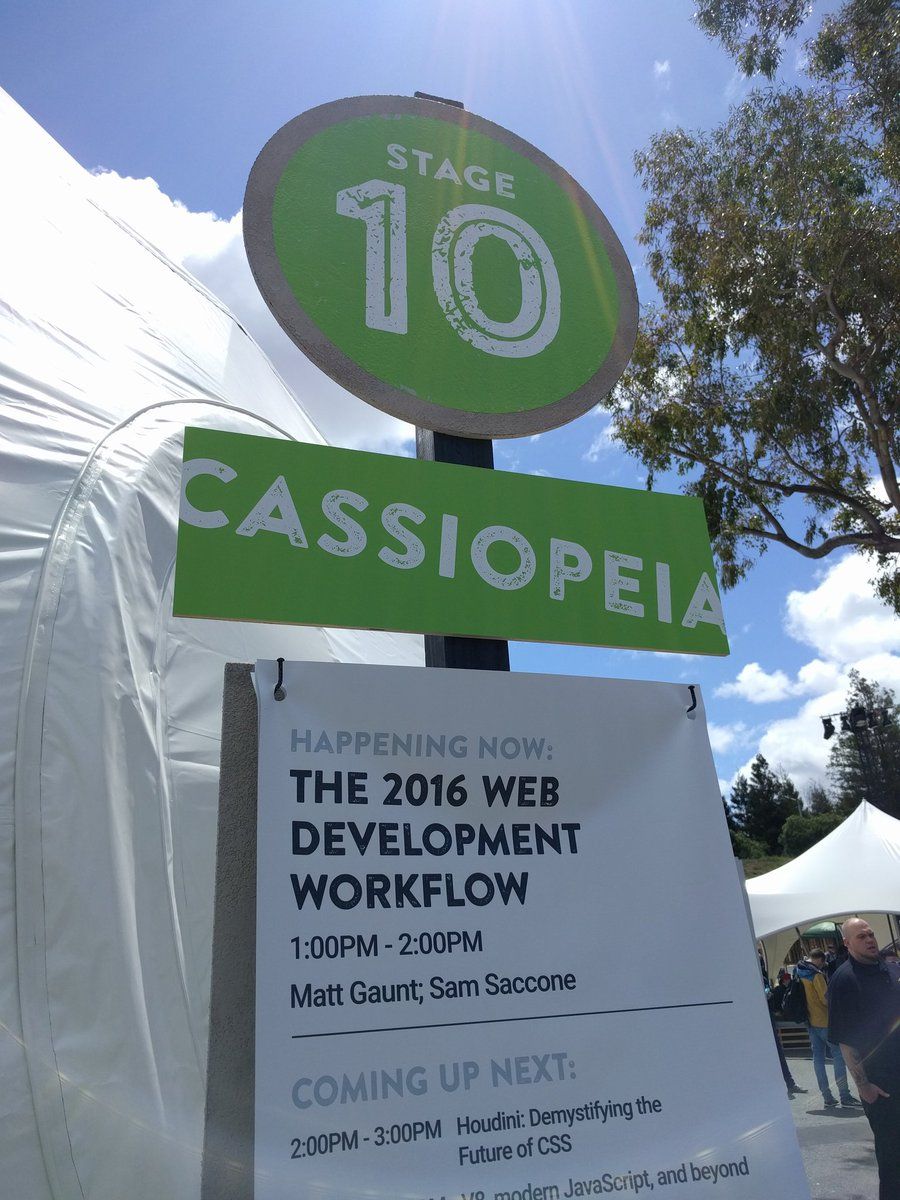 STAGE
10
CASSIOPEIA
HAPPENING NOW:
THE 2016 WEB
DEVELOPMENT
WORKFLOW
1:00PM - 2:00PM
Matt Gaunt; Sam Saccone
COMING UP NEXT:
2:00PM - 3:00PM Houdini: Demystifying the
Future of CSS
V8, modern JavaScript, and beyond